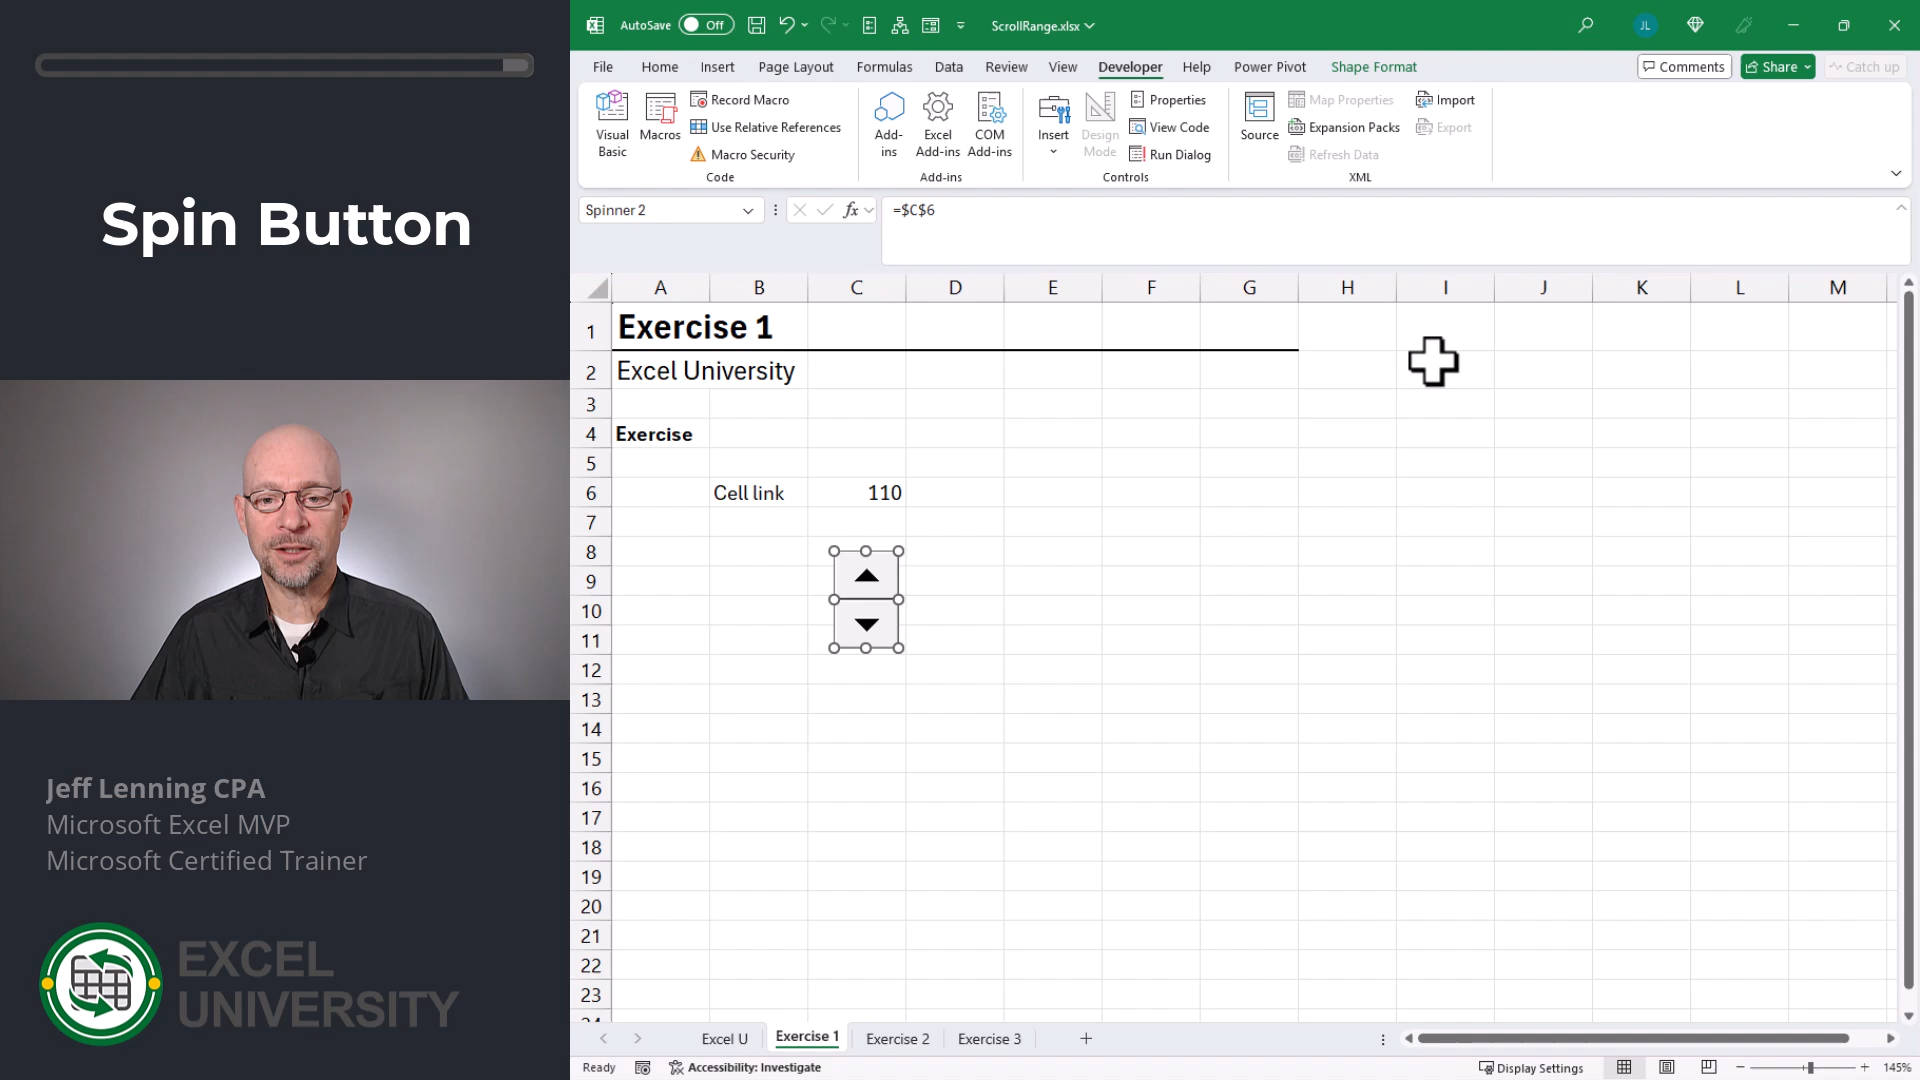 Spin Button
Jeff Lenning CPA
Microsoft Excel MVP
Microsoft Certified Trainer
EXCEL
UNIVERSITY
AutoSave Off ScrollRange.xlsx JL
File Home Insert Page Layout Formulas Data Review View Developer Help Power Pivot Shape Format Comments Share Catch up
Visual Basic
Macros
Record Macro
Use Relative References
Macro Security
Code
Add-ins
Excel Add-ins
COM Add-ins
Add-ins
Insert
Design Mode
Properties
View Code
Run Dialog
Controls
Source
Map Properties
Expansion Packs
Refresh Data
Import
Export
XML
Spinner 2 fx =$C$6
A B C D E F G H I J K L M
1 Exercise 1
2 Excel University
3
4 Exercise
5
6 Cell link 110
7
8
9
10
11
12
13
14
15
16
17
18
19
20
21
22
23
Excel U Exercise 1 Exercise 2 Exercise 3
Ready Accessibility: Investigate Display Settings 145%